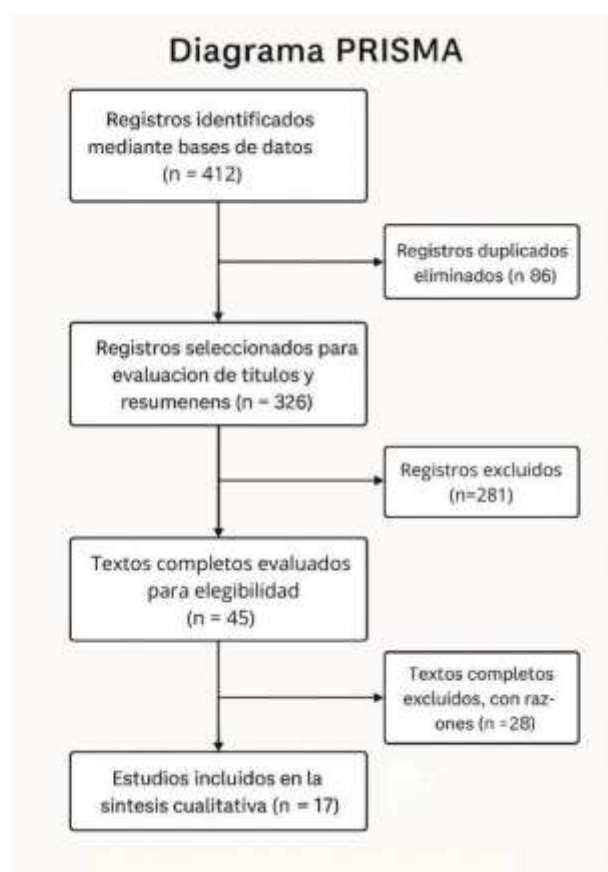 Diagrama PRISMA
Registros identificados
mediante bases de datos
(n = 412)
Registros duplicados
eliminados (n 86)
Registros seleccionados para
evaluacion de titulos y
resumenens (n = 326)
Registros excluidos
(n=281)
Textos completos evaluados
para elegibilidad
(n = 45)
Textos completos
excluidos, con raz-
ones (n =28)
Estudios incluidos en la
sintesis cualitativa (n = 17)